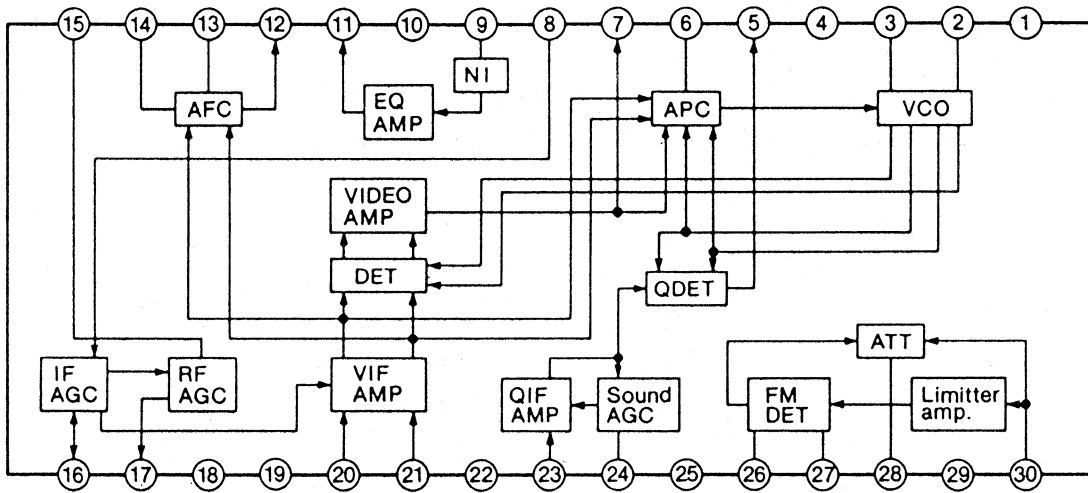 15 14 13 12 11 10 9 8 7 6 5 4 3 2 1
NI
AFC
EQ
AMP
APC
VCO
VIDEO
AMP
DET
QDET
ATT
IF
AGC
RF
AGC
VIF
AMP
QIF
AMP
Sound
AGC
FM
DET
Limitter
amp.
16 17 18 19 20 21 22 23 24 25 26 27 28 29 30